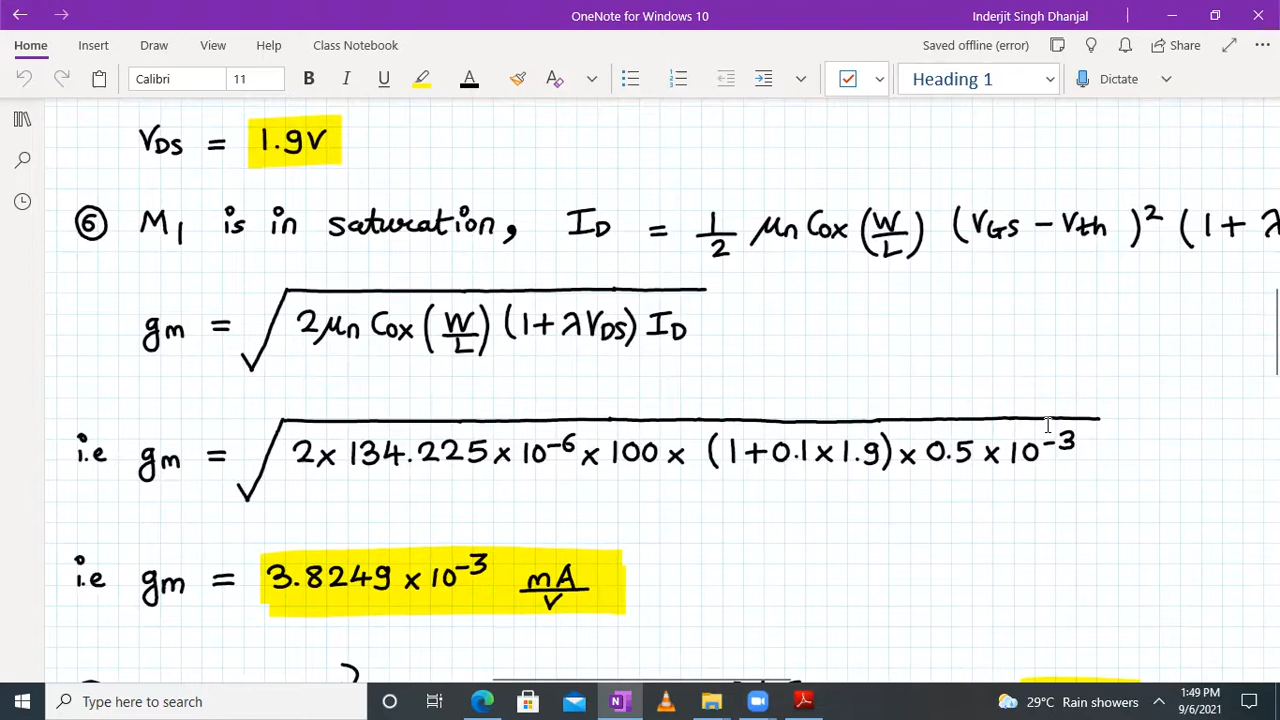 OneNote for Windows 10
Inderjit Singh Dhanjal
Home Insert Draw View Help Class Notebook
Saved offline (error)
Share
Calibri 11 B I U A Heading 1 Dictate
VDS = 1.9V
⑥ M1 is in saturation, ID = 1/2 μn Cox (W/L) (VGS - Vth)² (1 + λ
gm = √(2μn Cox (W/L) (1+λVDS) ID)
i.e gm = √(2 x 134.225 x 10⁻⁶ x 100 x (1+0.1 x 1.9) x 0.5 x 10⁻³)
i.e gm = 3.8249 x 10⁻³ mA/V
Type here to search
29°C Rain showers
1:49 PM
9/6/2021